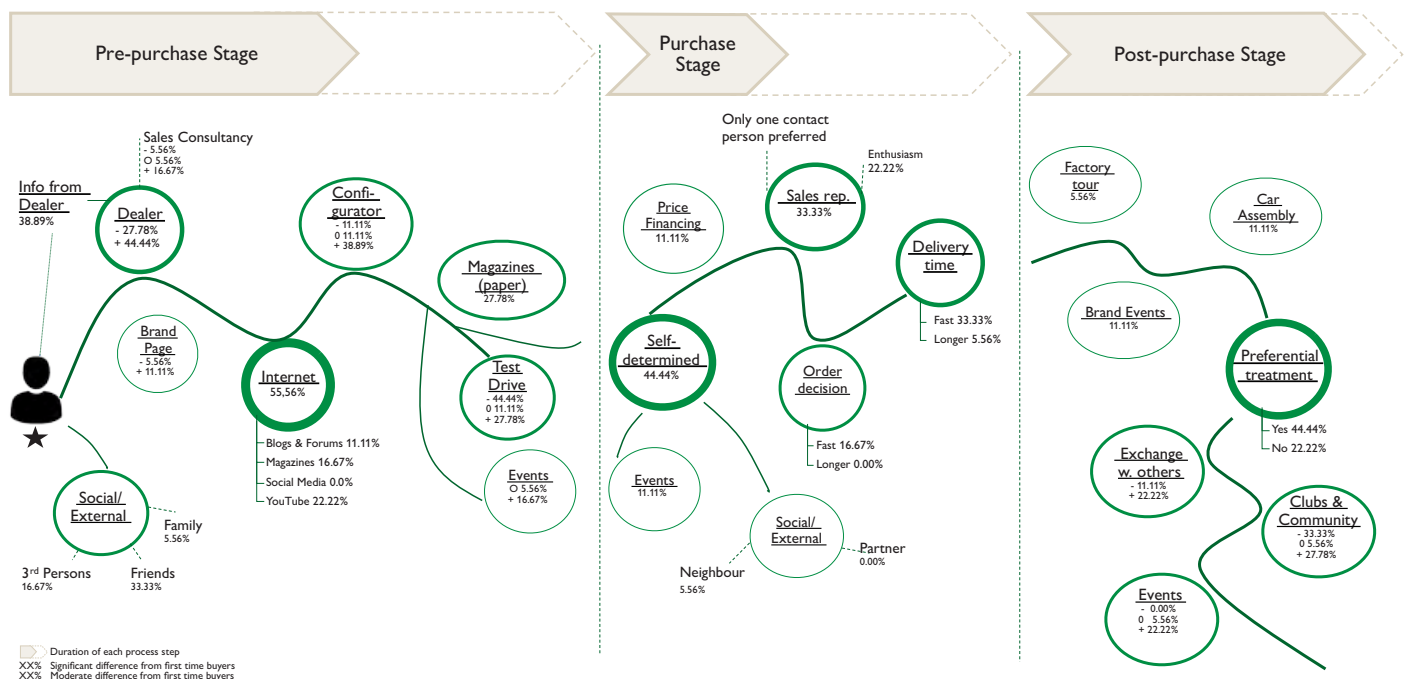 Pre-purchase Stage
Purchase
Stage
Post-purchase Stage
Sales Consultancy
- 5.56%
O 5.56%
+ 16.67%
Info from
Dealer
38.89%
Dealer
- 27.78%
+ 44.44%
Confi-
gurator
- 11.11%
0 11.11%
+ 38.89%
Magazines
(paper)
27.78%
Brand
Page
- 5.56%
+ 11.11%
Internet
55,56%
Blogs & Forums 11.11%
Magazines 16.67%
Social Media 0.0%
YouTube 22.22%
Test
Drive
- 44.44%
0 11.11%
+ 27.78%
Events
O 5.56%
+ 16.67%
Social/
External
Family
5.56%
3rd Persons
16.67%
Friends
33.33%
Only one contact
person preferred
Enthusiasm
22.22%
Price
Financing
11.11%
Sales rep.
33.33%
Delivery
time
Fast 33.33%
Longer 5.56%
Self-
determined
44.44%
Order
decision
Fast 16.67%
Longer 0.00%
Events
11.11%
Social/
External
Neighbour
5.56%
Partner
0.00%
Factory
tour
5.56%
Car
Assembly
11.11%
Brand Events
11.11%
Preferential
treatment
Yes 44.44%
No 22.22%
Exchange
w. others
- 11.11%
+ 22.22%
Clubs &
Community
- 33.33%
0 5.56%
+ 27.78%
Events
- 0.00%
0 5.56%
+ 22.22%
Duration of each process step
XX% Significant difference from first time buyers
XX% Moderate difference from first time buyers